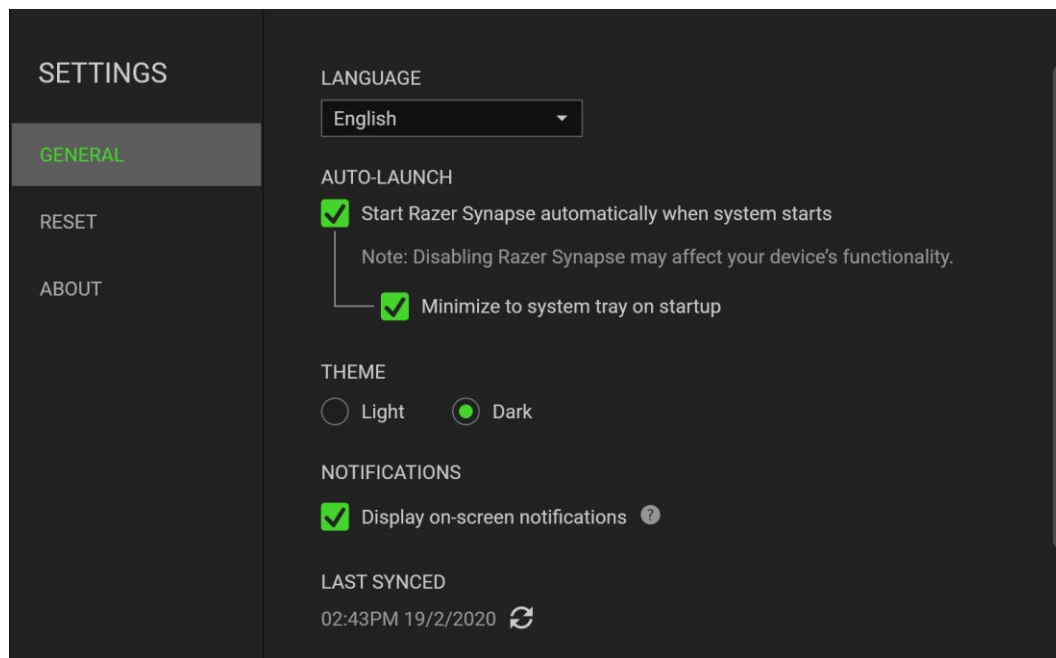 SETTINGS
GENERAL
RESET
ABOUT
LANGUAGE
English
AUTO-LAUNCH
Start Razer Synapse automatically when system starts
Note: Disabling Razer Synapse may affect your device's functionality.
Minimize to system tray on startup
THEME
Light Dark
NOTIFICATIONS
Display on-screen notifications ?
LAST SYNCED
02:43PM 19/2/2020